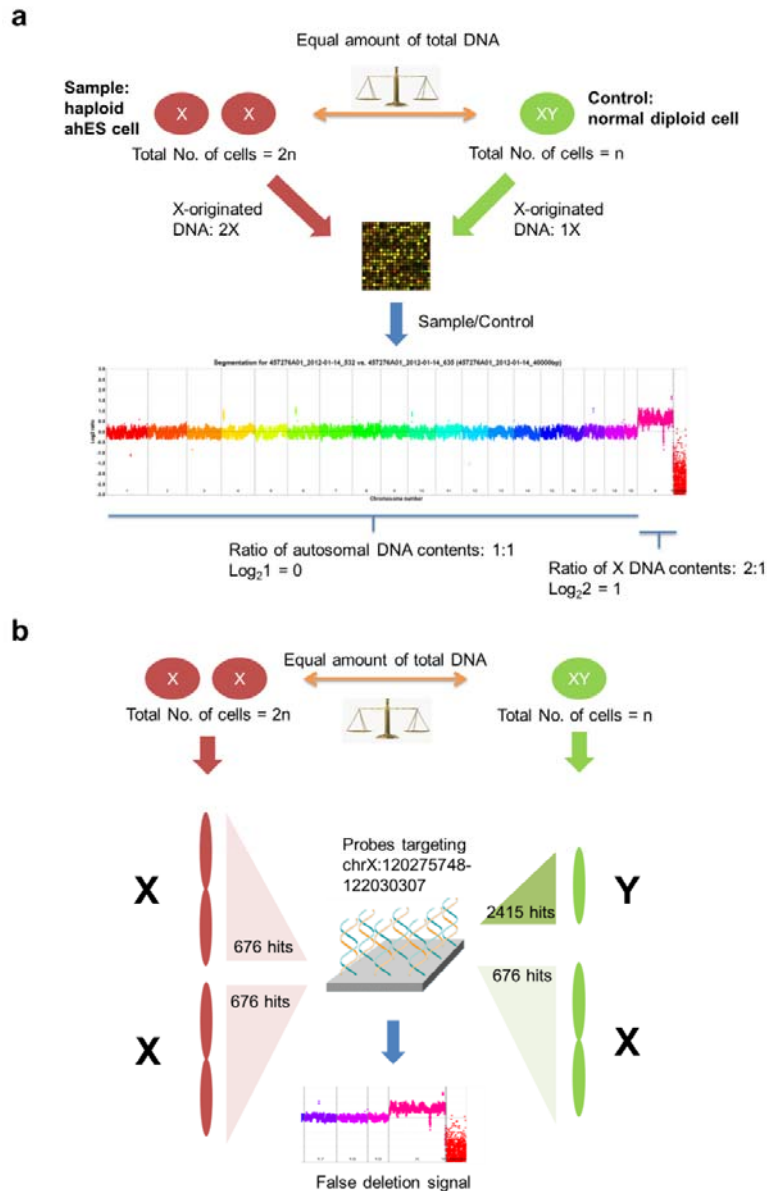 a
Equal amount of total DNA
Sample:
haploid
ahES cell
X X
XY
Control:
normal diploid cell
Total No. of cells = 2n
Total No. of cells = n
X-originated
DNA: 2X
X-originated
DNA: 1X
Sample/Control
Segmentation for 457276A01_2012-01-14_532 vs. 457276A01_2012-01-14_635 (457276A01_2012-01-14_40000bp)
Log2 ratio
Chromosome number
Ratio of autosomal DNA contents: 1:1
Log₂1 = 0
Ratio of X DNA contents: 2:1
Log₂2 = 1
b
Equal amount of total DNA
X X
XY
Total No. of cells = 2n
Total No. of cells = n
Probes targeting
chrX:120275748-
122030307
X
676 hits
2415 hits
Y
676 hits
X
676 hits
X
False deletion signal